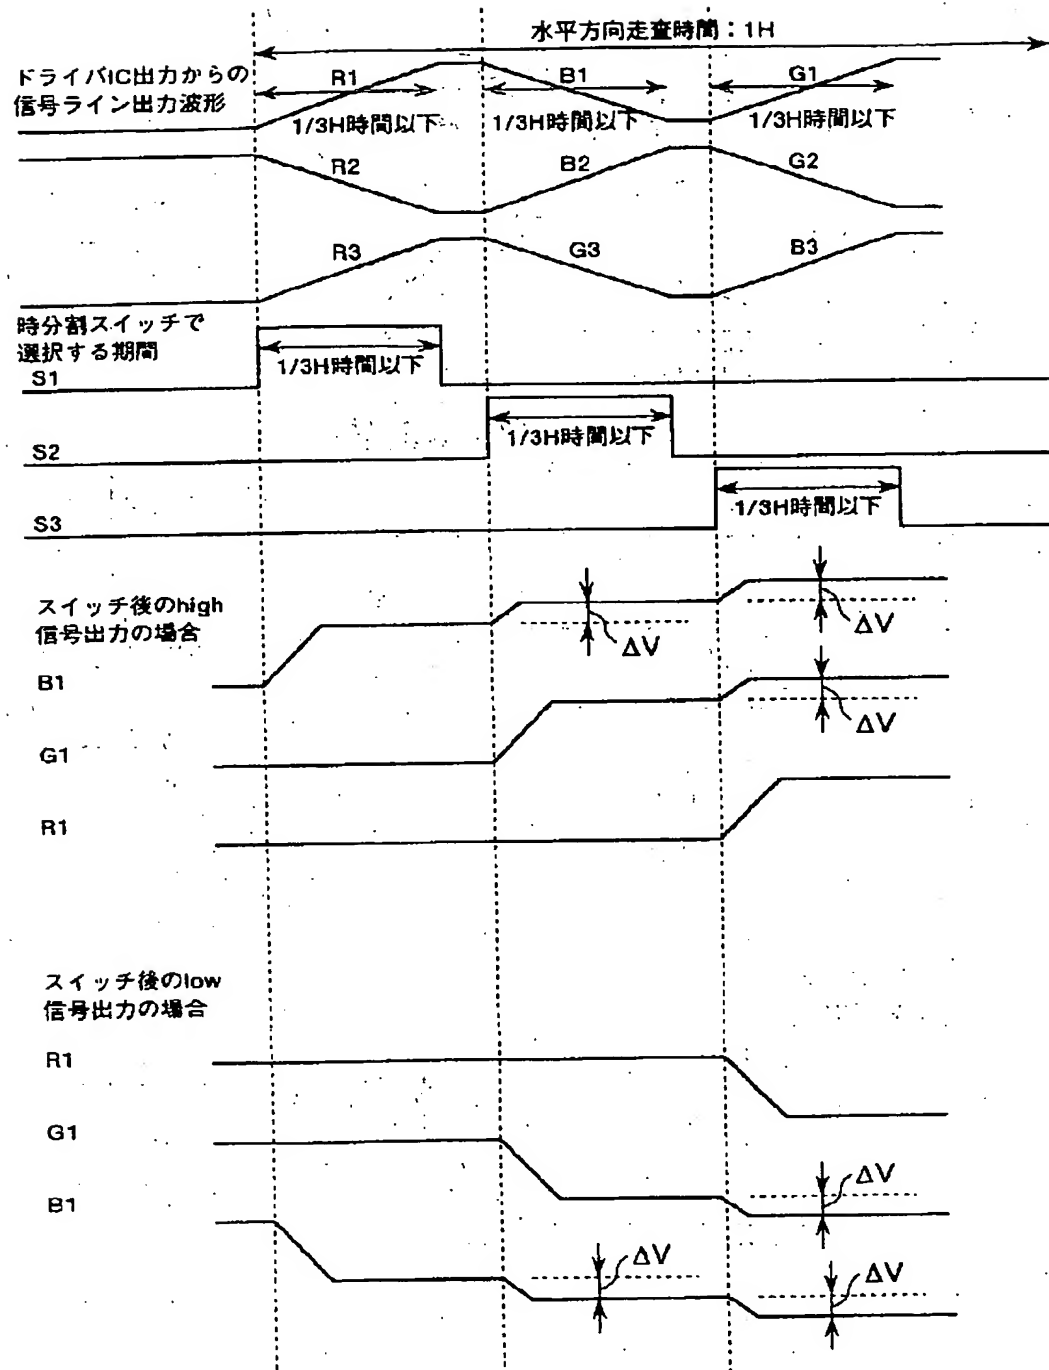 水平方向走査時間：1H
ドライバIC出力からの
信号ライン出力波形
R1
B1
G1
1/3H時間以下
1/3H時間以下
1/3H時間以下
R2
B2
G2
R3
G3
B3
時分割スイッチで
選択する期間
S1
1/3H時間以下
S2
1/3H時間以下
S3
1/3H時間以下
スイッチ後のhigh
信号出力の場合
B1
ΔV
ΔV
G1
ΔV
R1
スイッチ後のlow
信号出力の場合
R1
G1
ΔV
B1
ΔV
ΔV